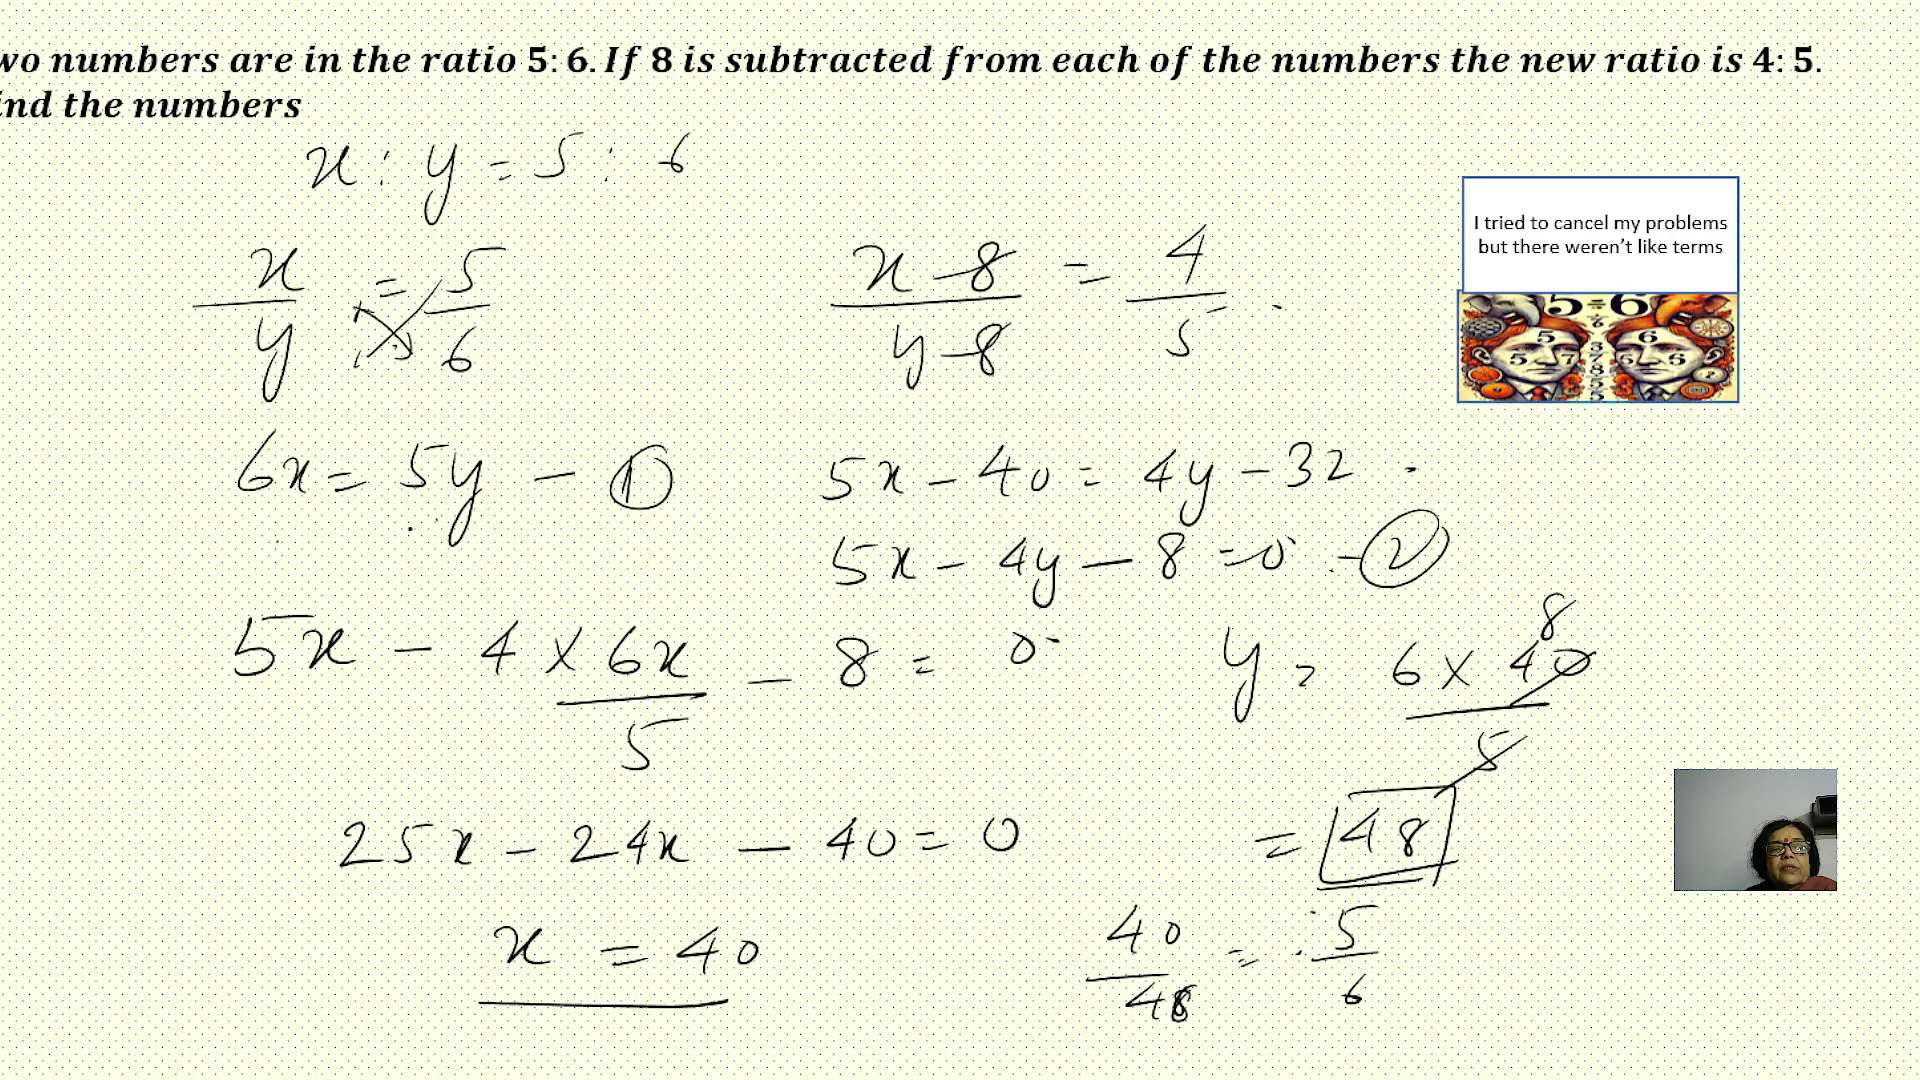 wo numbers are in the ratio 5: 6. If 8 is subtracted from each of the numbers the new ratio is 4: 5.
ind the numbers
x : y = 5 : 6
x/y = 5/6
x-8/y-8 = 4/5
I tried to cancel my problems
but there weren't like terms
6x = 5y - ①
5x - 40 = 4y - 32
5x - 4y - 8 = 0 - ②
5x - 4 × 6x/5 - 8 = 0
y = 6 × 40/5
8
25x - 24x - 40 = 0
= 48
x = 40
40/48 = 5/6